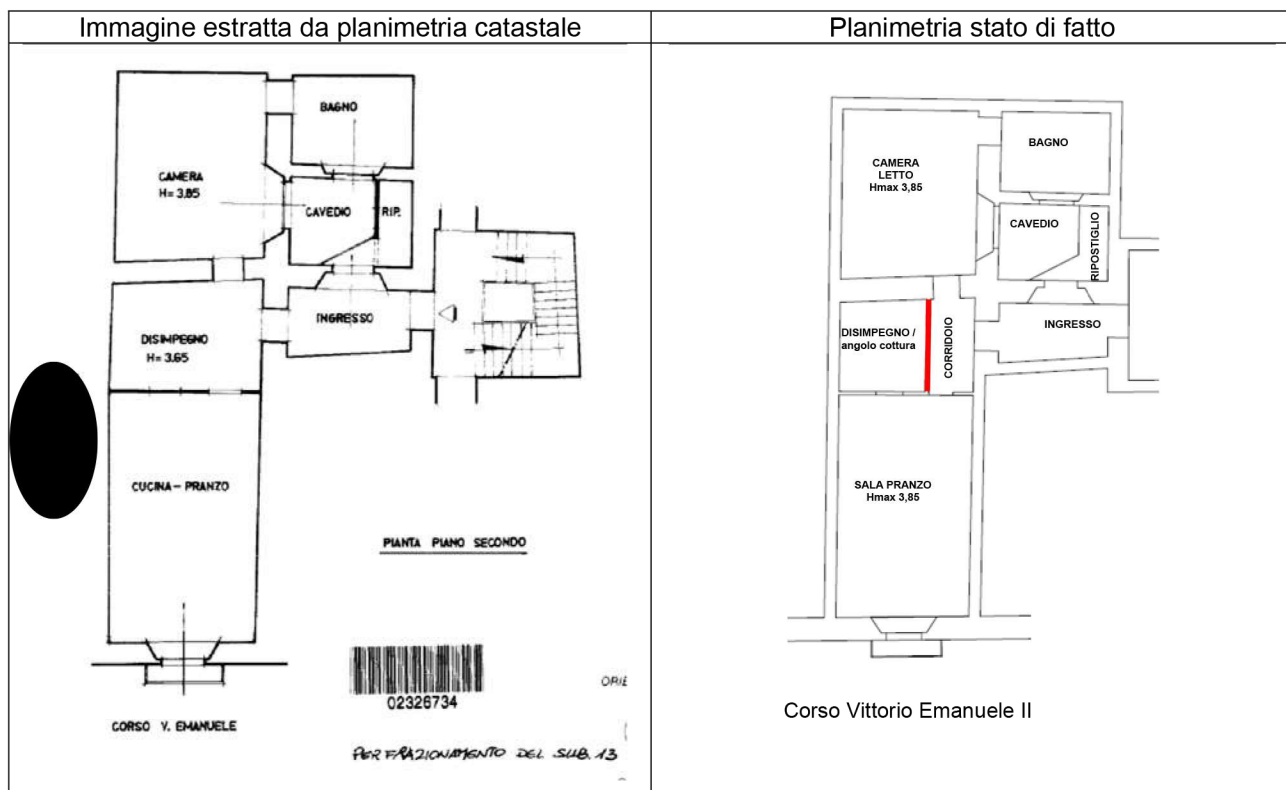 Immagine estratta da planimetria catastale
Planimetria stato di fatto
BAGNO
CAMERA
H= 3,85
CAVEDIO
RIP.
INGRESSO
DISIMPEGNO
H= 3.65
CUCINA-PRANZO
PIANTA PIANO SECONDO
02326734
CORSO V. EMANUELE
PER FRAZIONAMENTO DEL SUB. 13
BAGNO
CAMERA
LETTO
Hmax 3,85
CAVEDIO
RIPOSTIGLIO
INGRESSO
DISIMPEGNO /
angolo cottura
CORRIDOIO
SALA PRANZO
Hmax 3,85
Corso Vittorio Emanuele II